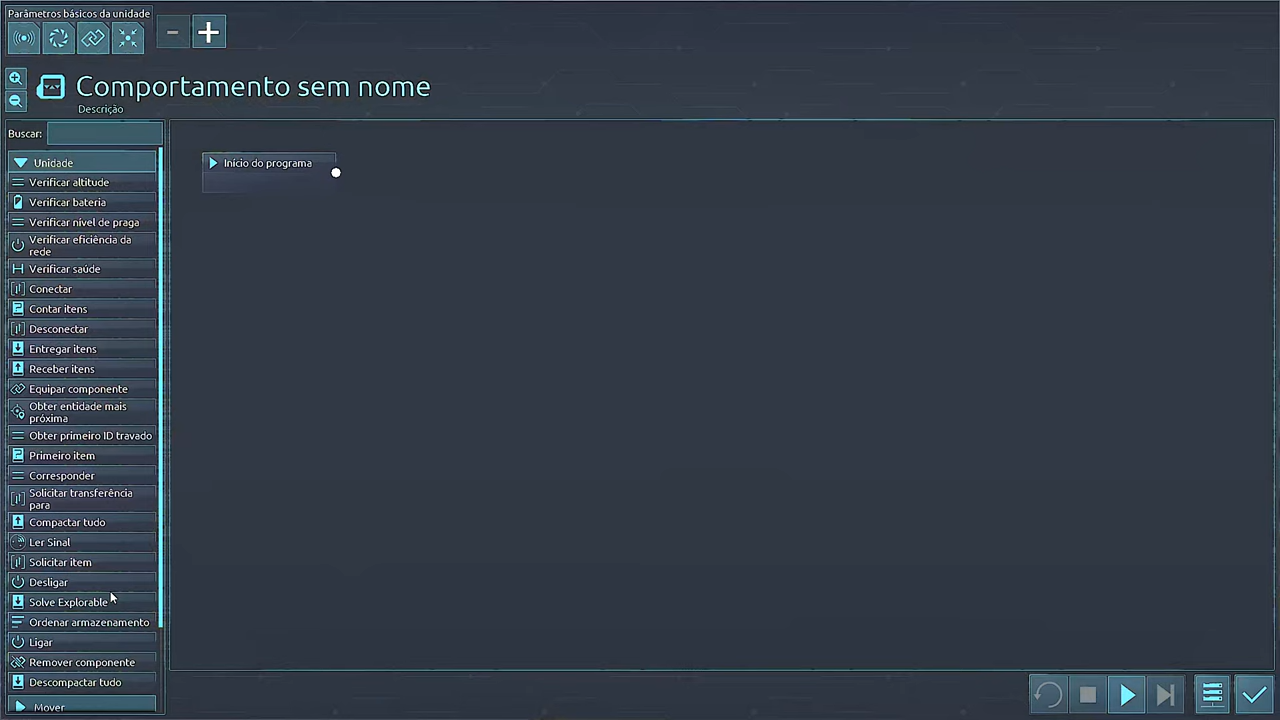 Parâmetros básicos da unidade
Comportamento sem nome
Descrição
Buscar:
Unidade
Verificar altitude
Verificar bateria
Verificar nível de praga
Verificar eficiência da
rede
Verificar saúde
Conectar
Contar itens
Desconectar
Entregar itens
Receber itens
Equipar componente
Obter entidade mais
próxima
Obter primeiro ID travado
Primeiro item
Corresponder
Solicitar transferência
para
Compactar tudo
Ler Sinal
Solicitar item
Desligar
Solve Explorable
Ordenar armazenamento
Ligar
Remover componente
Descompactar tudo
Mover
Início do programa